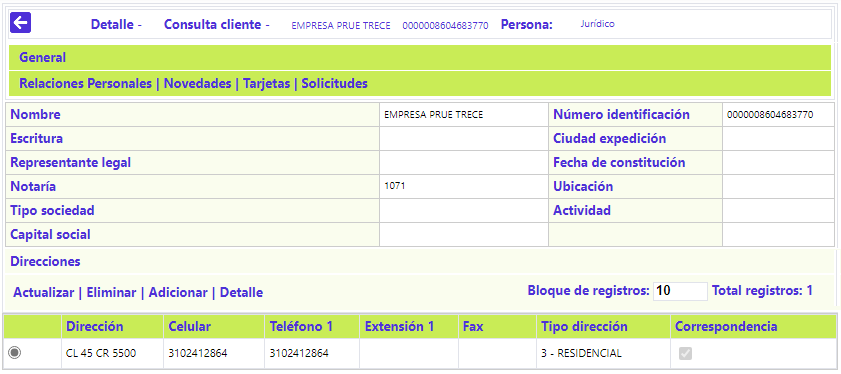 Detalle - Consulta cliente - EMPRESA PRUE TRECE 0000008604683770 Persona: Jurídico
General
Relaciones Personales | Novedades | Tarjetas | Solicitudes
Nombre EMPRESA PRUE TRECE Número identificación 0000008604683770
Escritura Ciudad expedición
Representante legal Fecha de constitución
Notaría 1071 Ubicación
Tipo sociedad Actividad
Capital social
Direcciones
Actualizar | Eliminar | Adicionar | Detalle Bloque de registros: 10 Total registros: 1
Dirección Celular Teléfono 1 Extensión 1 Fax Tipo dirección Correspondencia
CL 45 CR 5500 3102412864 3102412864 3 - RESIDENCIAL